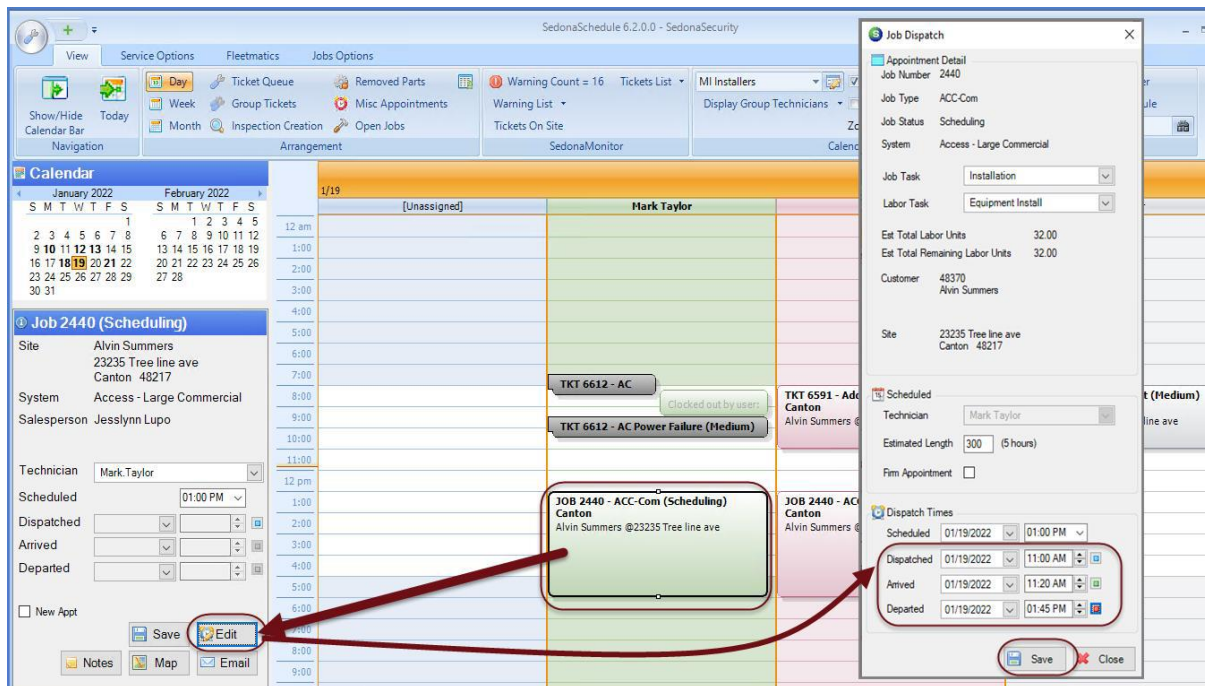 SedonaSchedule 6.2.0.0 - SedonaSecurity
View Service Options Fleetmatics Jobs Options
Show/Hide Calendar Bar
Today
Navigation
Day Week Month
Ticket Queue
Group Tickets
Inspection Creation
Removed Parts
Misc Appointments
Open Jobs
Arrangement
Warning Count = 16 Tickets List
Warning List
Tickets On Site
SedonaMonitor
MI Installers
Display Group Technicians
Calendar
January 2022 February 2022
S M T W T F S S M T W T F S
1 1 2 3 4 5
2 3 4 5 6 7 8 6 7 8 9 10 11 12
9 10 11 12 13 14 15 13 14 15 16 17 18 19
16 17 18 19 20 21 22 20 21 22 23 24 25 26
23 24 25 26 27 28 29 27 28
30 31
Job 2440 (Scheduling)
Site Alvin Summers
23235 Tree line ave
Canton 48217
System Access - Large Commercial
Salesperson Jesslynn Lupo
Technician Mark.Taylor
Scheduled 01:00 PM
Dispatched
Arrived
Departed
New Appt
Save Edit
Notes Map Email
1/19
[Unassigned] Mark Taylor
12 am
1:00
2:00
3:00
4:00
5:00
6:00
7:00
8:00
9:00
10:00
11:00
12 pm
1:00
2:00
3:00
4:00
5:00
6:00
7:00
8:00
9:00
TKT 6612 - AC
Clocked out by user:
TKT 6612 - AC Power Failure (Medium)
JOB 2440 - ACC-Com (Scheduling)
Canton
Alvin Summers @23235 Tree line ave
TKT 6591 - Add
Canton
Alvin Summers @
JOB 2440 - AC
Canton
Alvin Summers @
t (Medium)
line ave
Job Dispatch
Appointment Detail
Job Number 2440
Job Type ACC-Com
Job Status Scheduling
System Access - Large Commercial
Job Task Installation
Labor Task Equipment Install
Est Total Labor Units 32.00
Est Total Remaining Labor Units 32.00
Customer 48370
Alvin Summers
Site 23235 Tree line ave
Canton 48217
Scheduled
Technician Mark Taylor
Estimated Length 300 (5 hours)
Firm Appointment
Dispatch Times
Scheduled 01/19/2022 01:00 PM
Dispatched 01/19/2022 11:00 AM
Arrived 01/19/2022 11:20 AM
Departed 01/19/2022 01:45 PM
Save Close